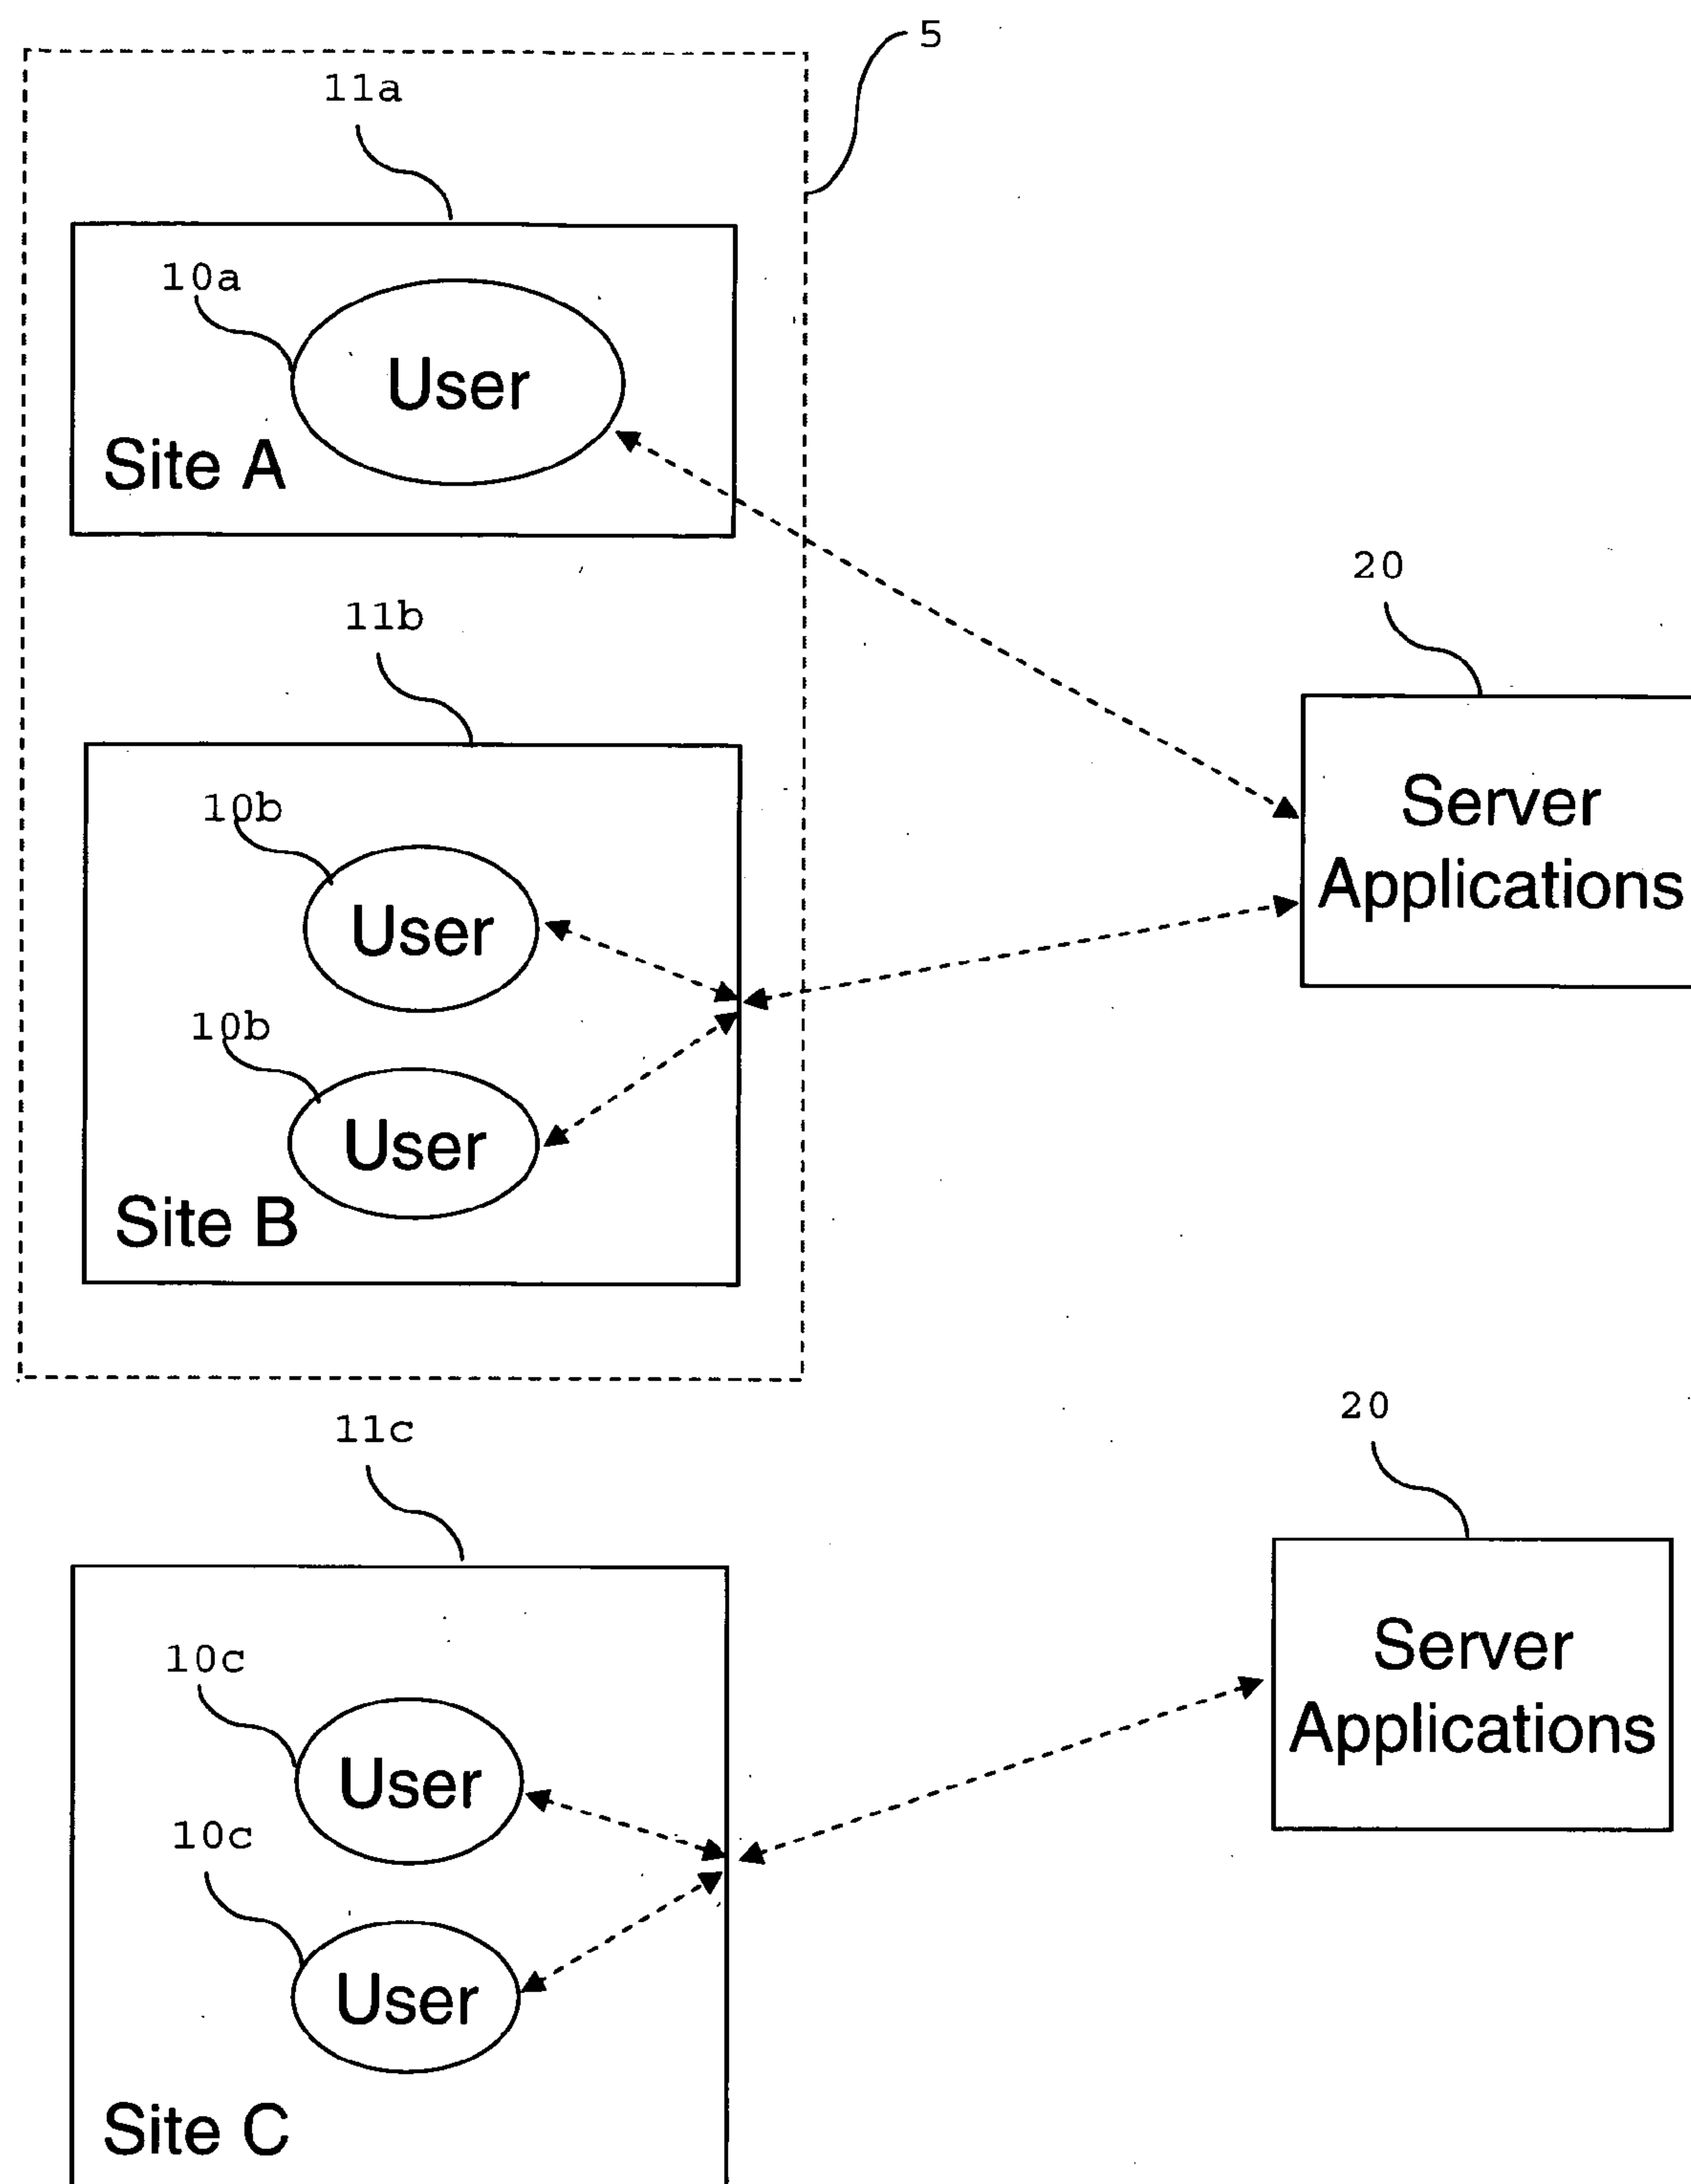 5
11a
10a
User
Site A
20
11b
Server
Applications
10b
User
10b
User
Site B
20
11c
Server
Applications
10c
User
10c
User
Site C